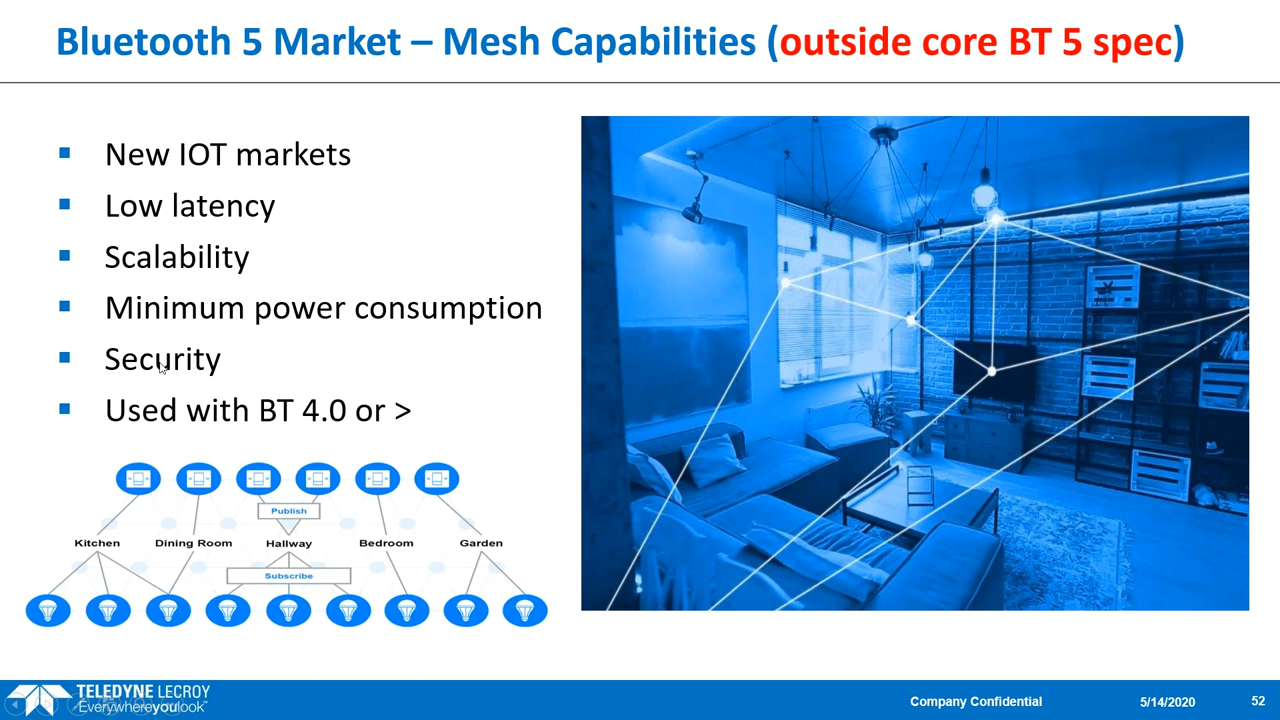 Bluetooth 5 Market – Mesh Capabilities (outside core BT 5 spec)
New IOT markets
Low latency
Scalability
Minimum power consumption
Security
Used with BT 4.0 or >
Publish
Kitchen Dining Room Hallway Bedroom Garden
Subscribe
TELEDYNE LECROY
Everywhereyoulook™
Company Confidential 5/14/2020 52